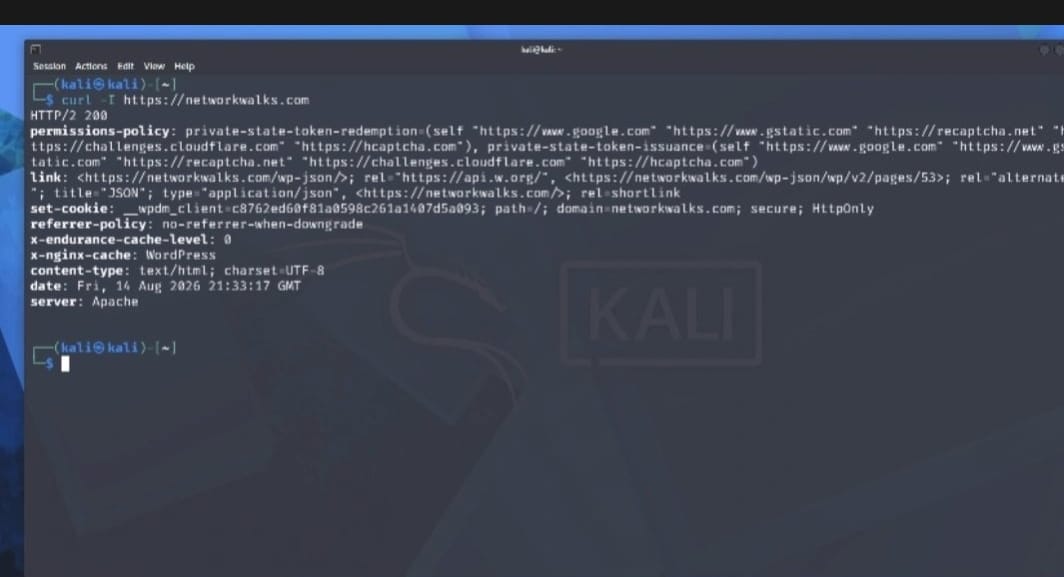 kali@kali: ~
Session Actions Edit View Help
┌──(kali㉿kali)-[~]
└─$ curl -I https://networkwalks.com
HTTP/2 200
permissions-policy: private-state-token-redemption=(self "https://www.google.com" "https://www.gstatic.com" "https://recaptcha.net" "h
ttps://challenges.cloudflare.com" "https://hcaptcha.com"), private-state-token-issuance=(self "https://www.google.com" "https://www.gs
tatic.com" "https://recaptcha.net" "https://challenges.cloudflare.com" "https://hcaptcha.com")
link: <https://networkwalks.com/wp-json/>; rel="https://api.w.org/", <https://networkwalks.com/wp-json/wp/v2/pages/53>; rel="alternate
"; title="JSON"; type="application/json", <https://networkwalks.com/>; rel=shortlink
set-cookie: __wpdm_client=c8762ed60f81a0598c261a1407d5a093; path=/; domain=networkwalks.com; secure; HttpOnly
referrer-policy: no-referrer-when-downgrade
x-endurance-cache-level: 0
x-nginx-cache: WordPress
content-type: text/html; charset=UTF-8
date: Fri, 14 Aug 2026 21:33:17 GMT
server: Apache
┌──(kali㉿kali)-[~]
└─$
KALI